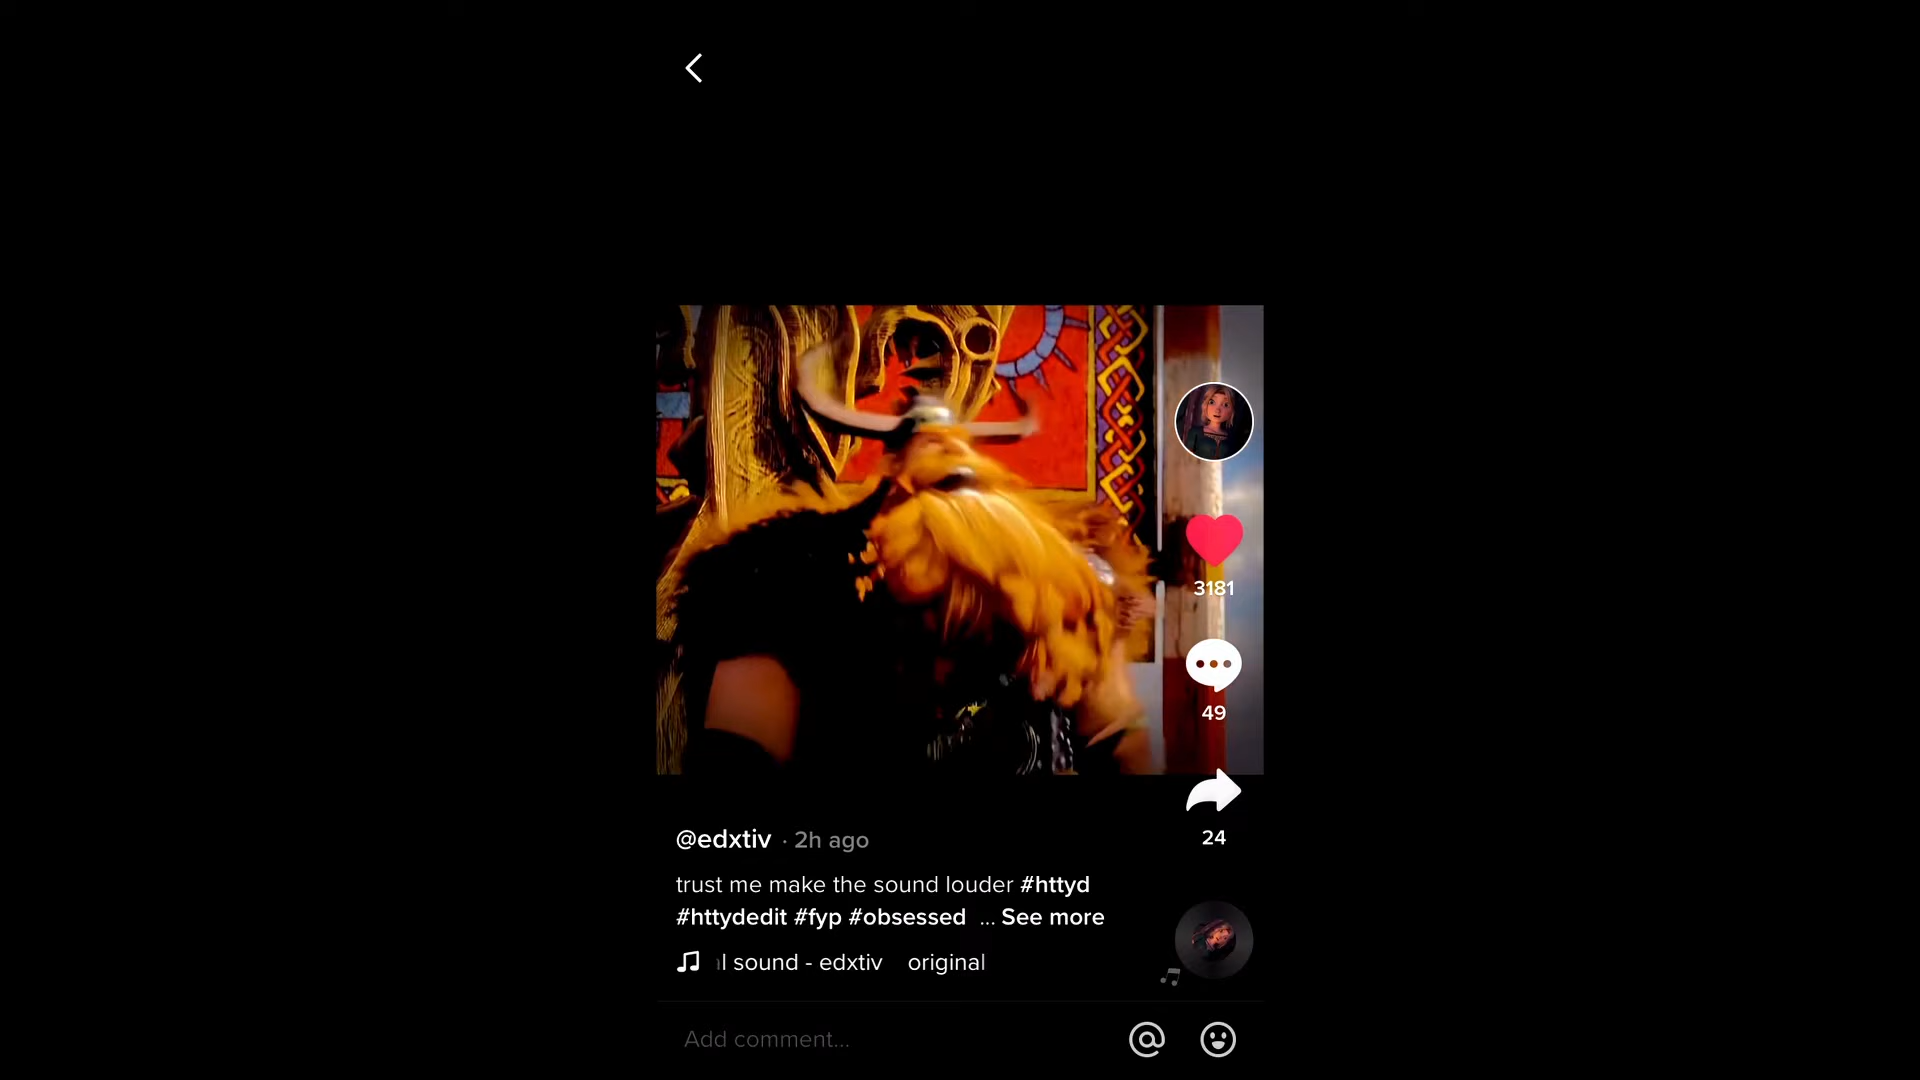 3181
49
24
@edxtiv · 2h ago
trust me make the sound louder #httyd
#httydedit #fyp #obsessed ... See more
l sound - edxtiv original
Add comment...